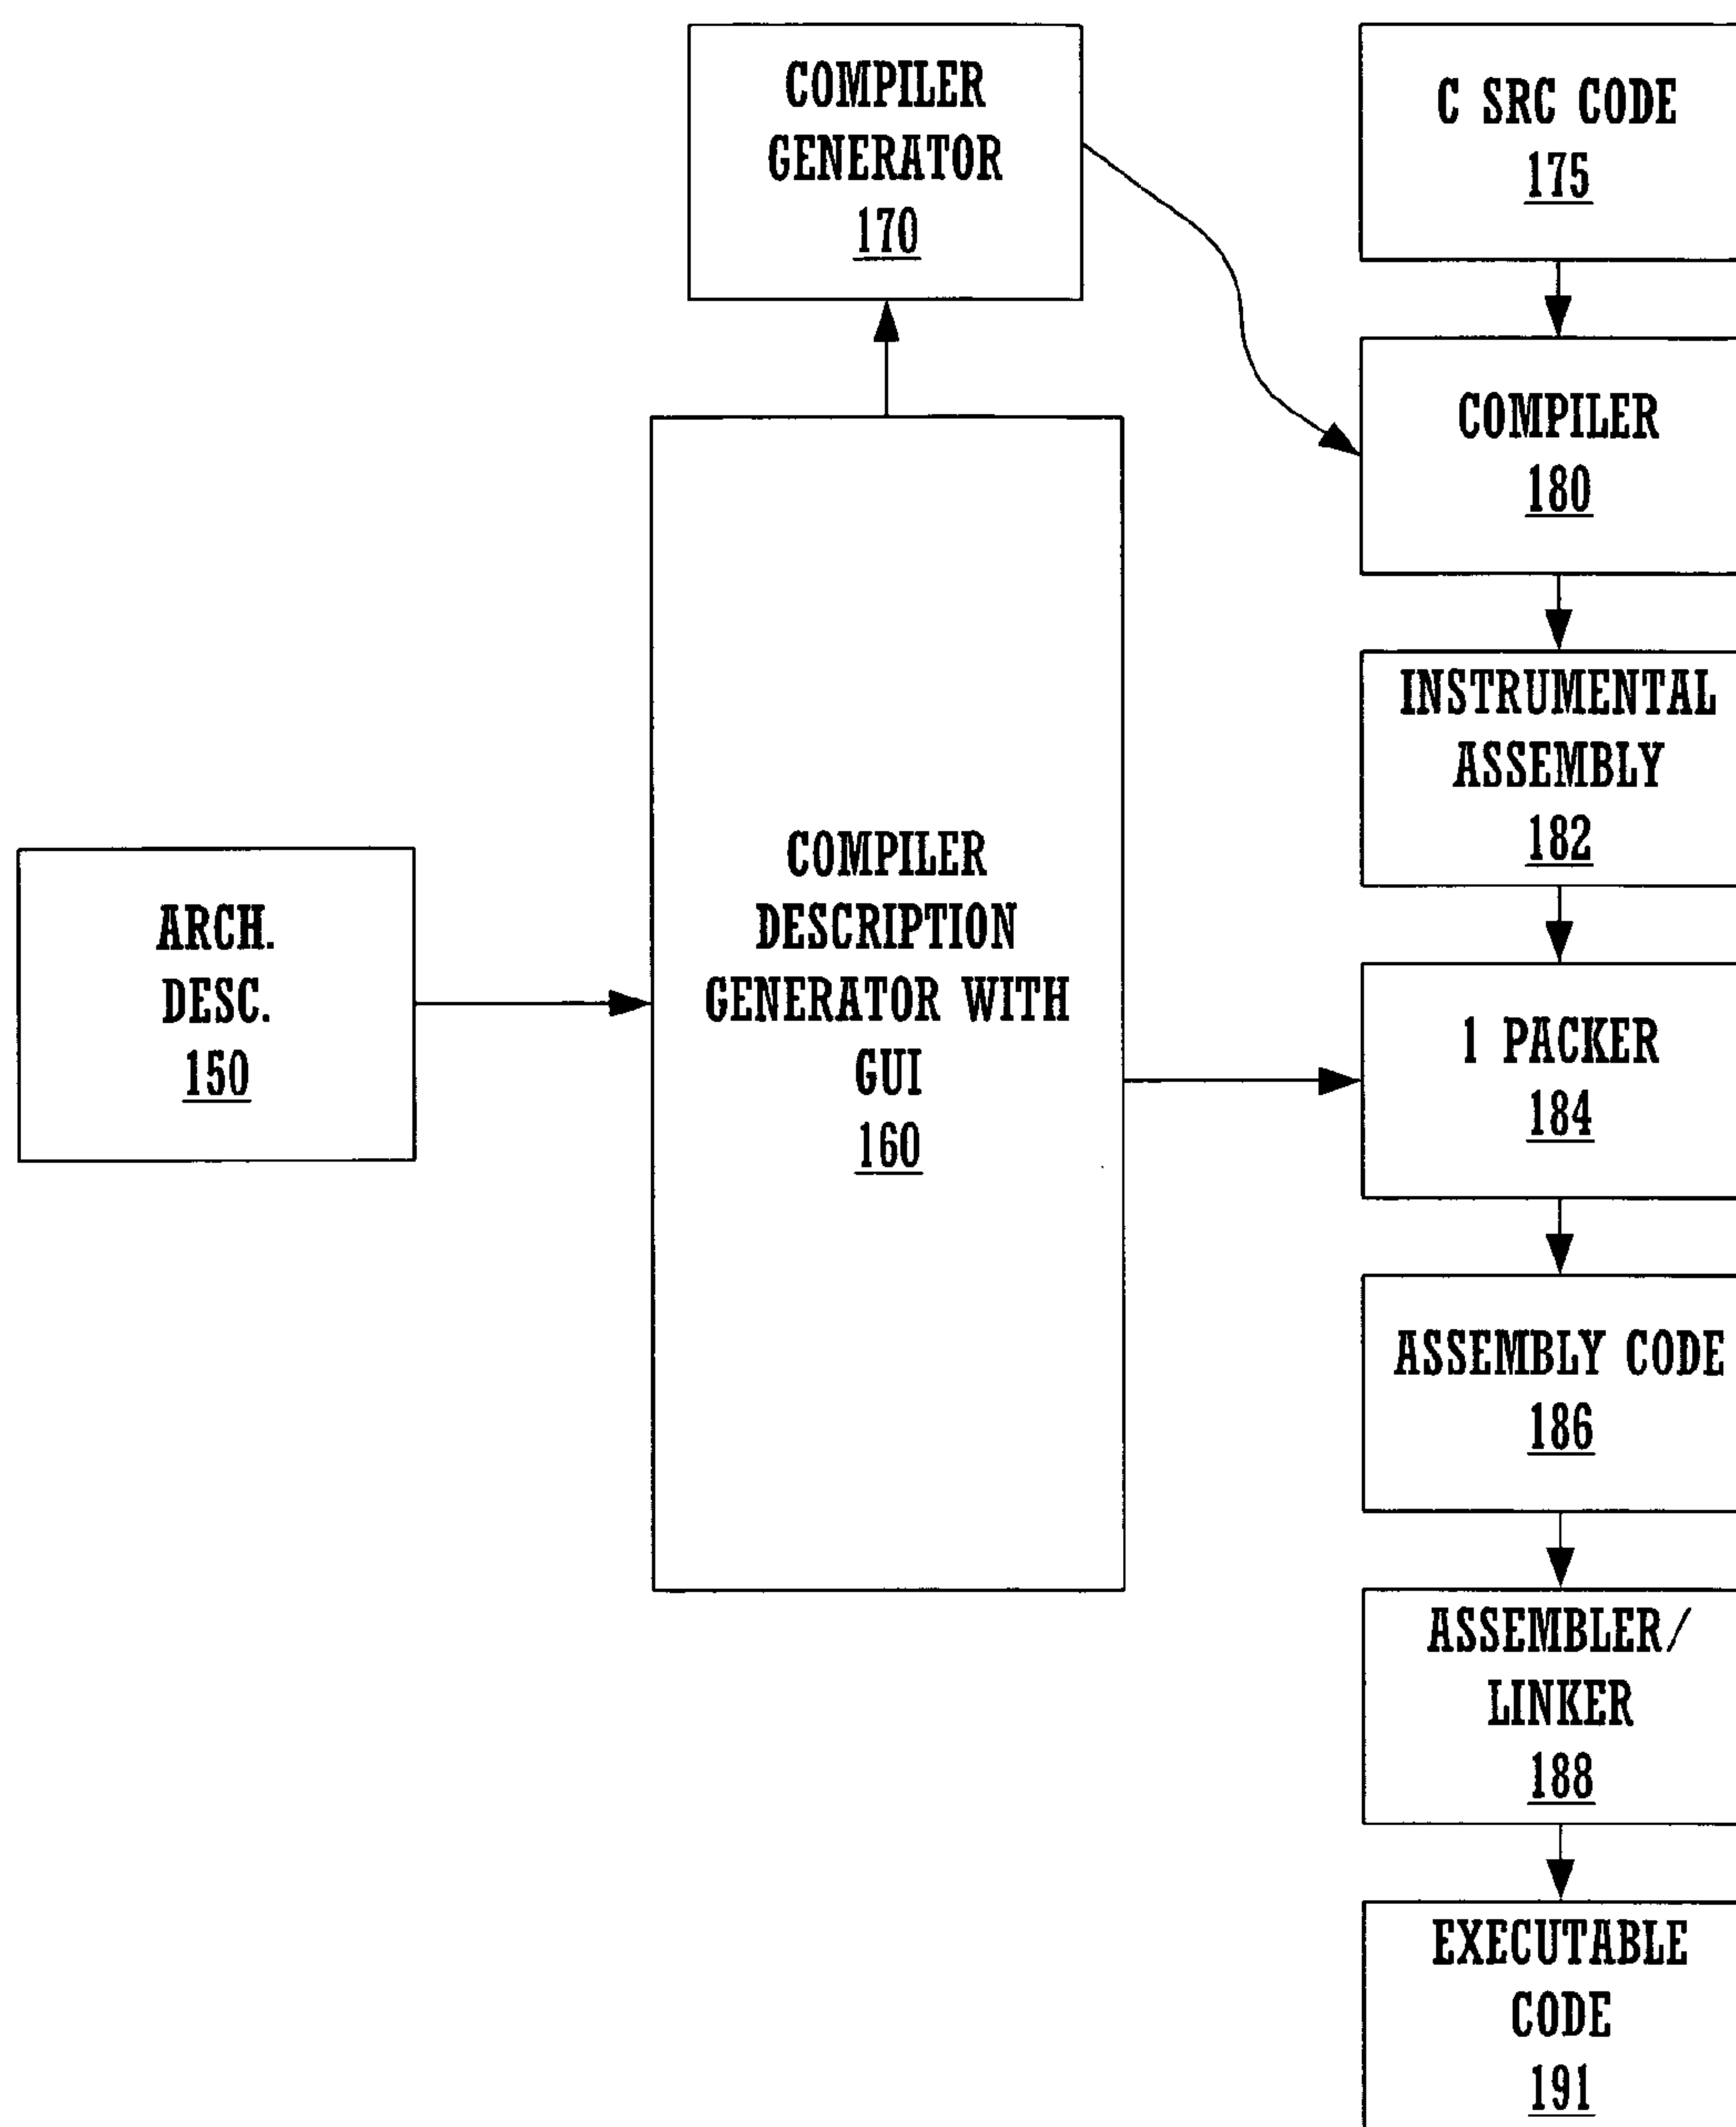 COMPILER
GENERATOR
170
C SRC CODE
175
COMPILER
180
INSTRUMENTAL
ASSEMBLY
182
ARCH.
DESC.
150
COMPILER
DESCRIPTION
GENERATOR WITH
GUI
160
1 PACKER
184
ASSEMBLY CODE
186
ASSEMBLER/
LINKER
188
EXECUTABLE
CODE
191